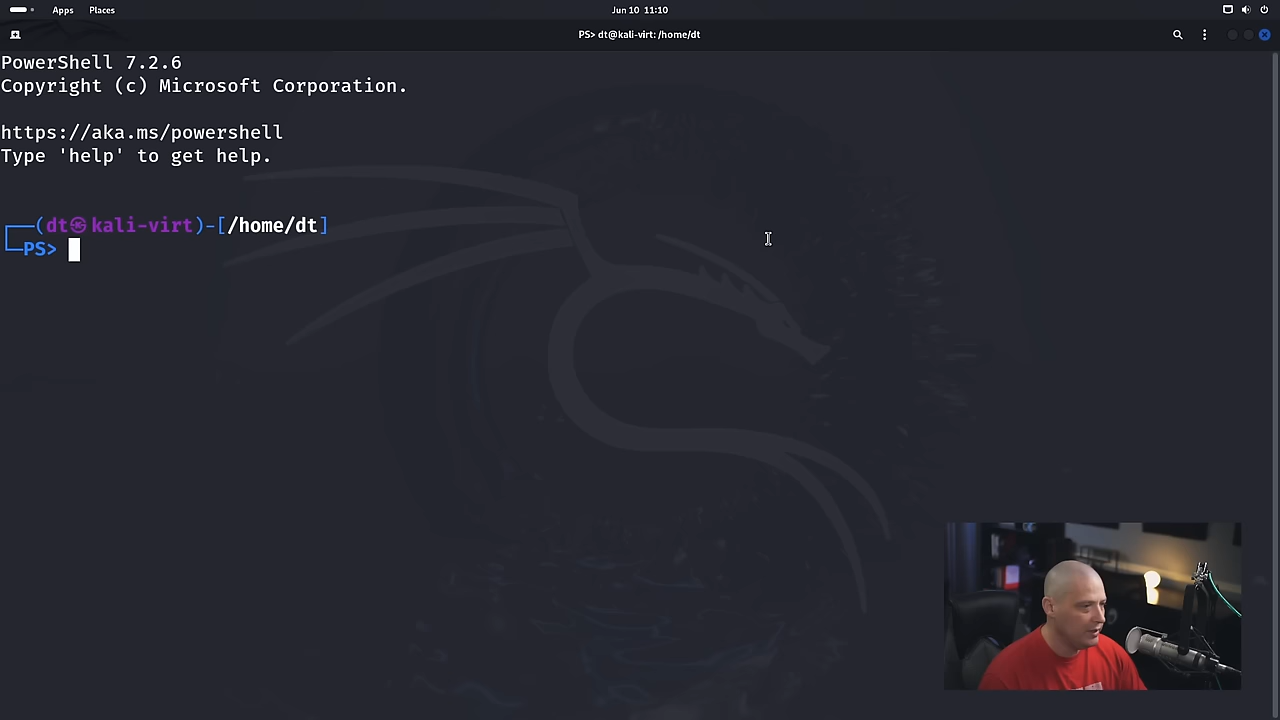 Apps Places Jun 10 11:10
PS> dt@kali-virt: /home/dt
PowerShell 7.2.6
Copyright (c) Microsoft Corporation.
https://aka.ms/powershell
Type 'help' to get help.
┌──(dt㉿kali-virt)-[/home/dt]
└─PS>